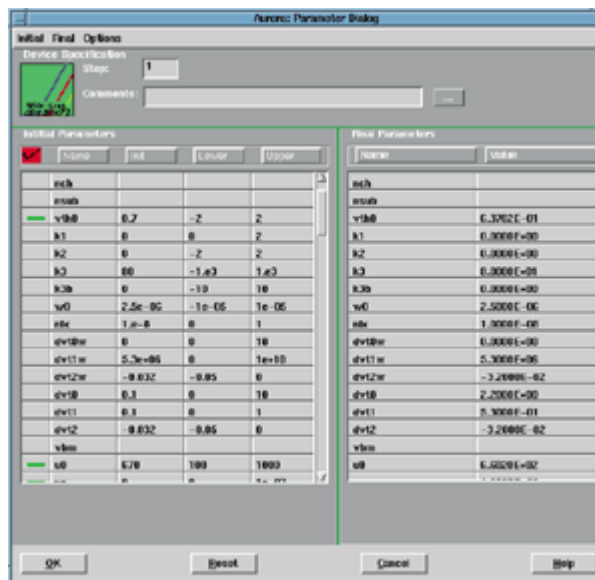 Aurora: Parameter Dialog
Initial Final Options
Device Specification
Step: 1
Comments: ...
Initial Parameters
Name Init Lower Upper
nch
nsub
vth0 0.7 -2 2
k1 0 0 2
k2 0 -2 2
k3 80 -1.e3 1.e3
k3b 0 -10 10
w0 2.5e-06 -1e-05 1e-05
nlx 1.e-8 0 1
dvt0w 0 0 10
dvt1w 5.3e+06 0 1e+10
dvt2w -0.032 -0.05 0
dvt0 0.1 0 10
dvt1 0.1 0 1
dvt2 -0.032 -0.05 0
vbm
u0 670 100 1000
Final Parameters
Name Value
nch
nsub
vth0 6.3702E-01
k1 0.0000E+00
k2 0.0000E+00
k3 8.0000E+01
k3b 0.0000E+00
w0 2.5000E-06
nlx 1.0000E-08
dvt0w 0.0000E+00
dvt1w 5.3000E+06
dvt2w -3.2000E-02
dvt0 2.2000E+00
dvt1 5.3000E-01
dvt2 -3.2000E-02
vbm
u0
OK Reset Cancel Help